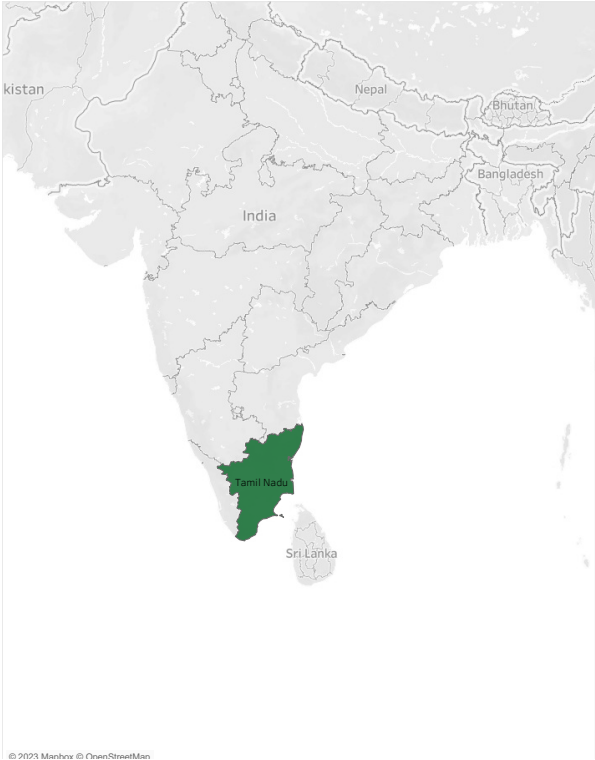 kistan
Nepal
Bhutan
Bangladesh
India
Tamil Nadu
Sri Lanka
© 2023 Mapbox © OpenStreetMap